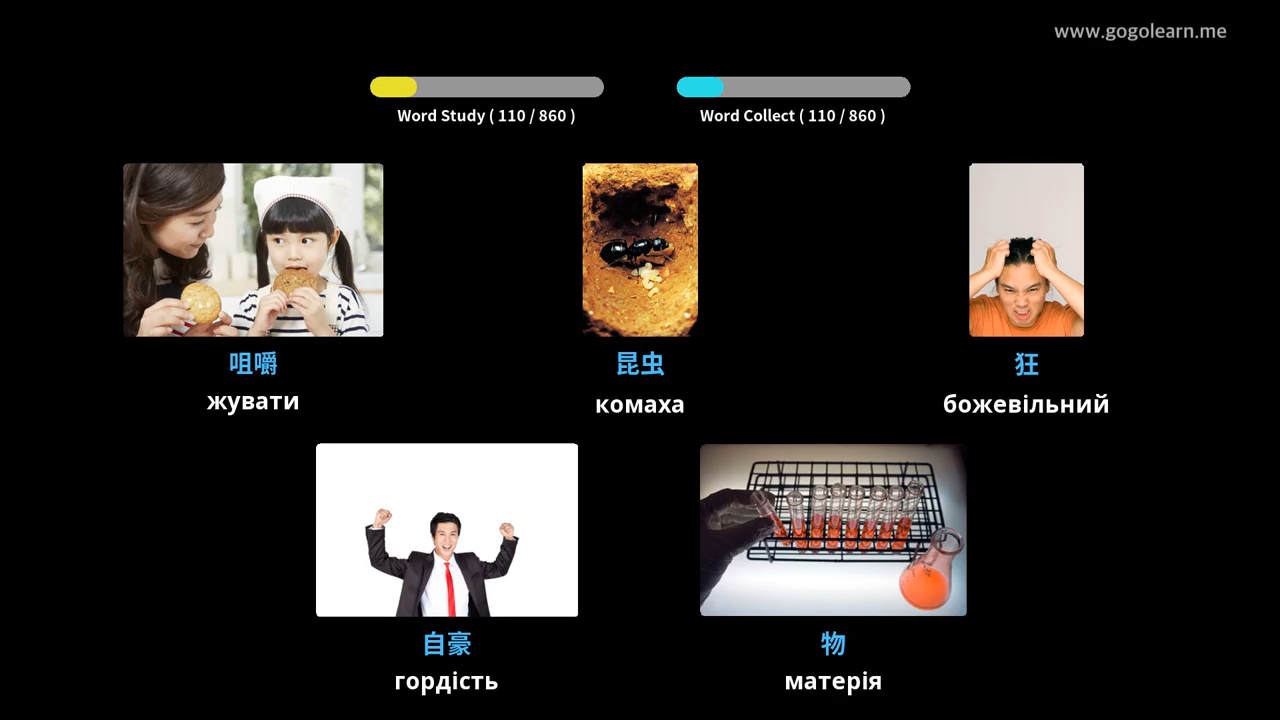 www.gogolearn.me
Word Study ( 110 / 860 )
Word Collect ( 110 / 860 )
咀嚼
жувати
昆虫
комаха
狂
божевільний
自豪
гордість
物
матерія